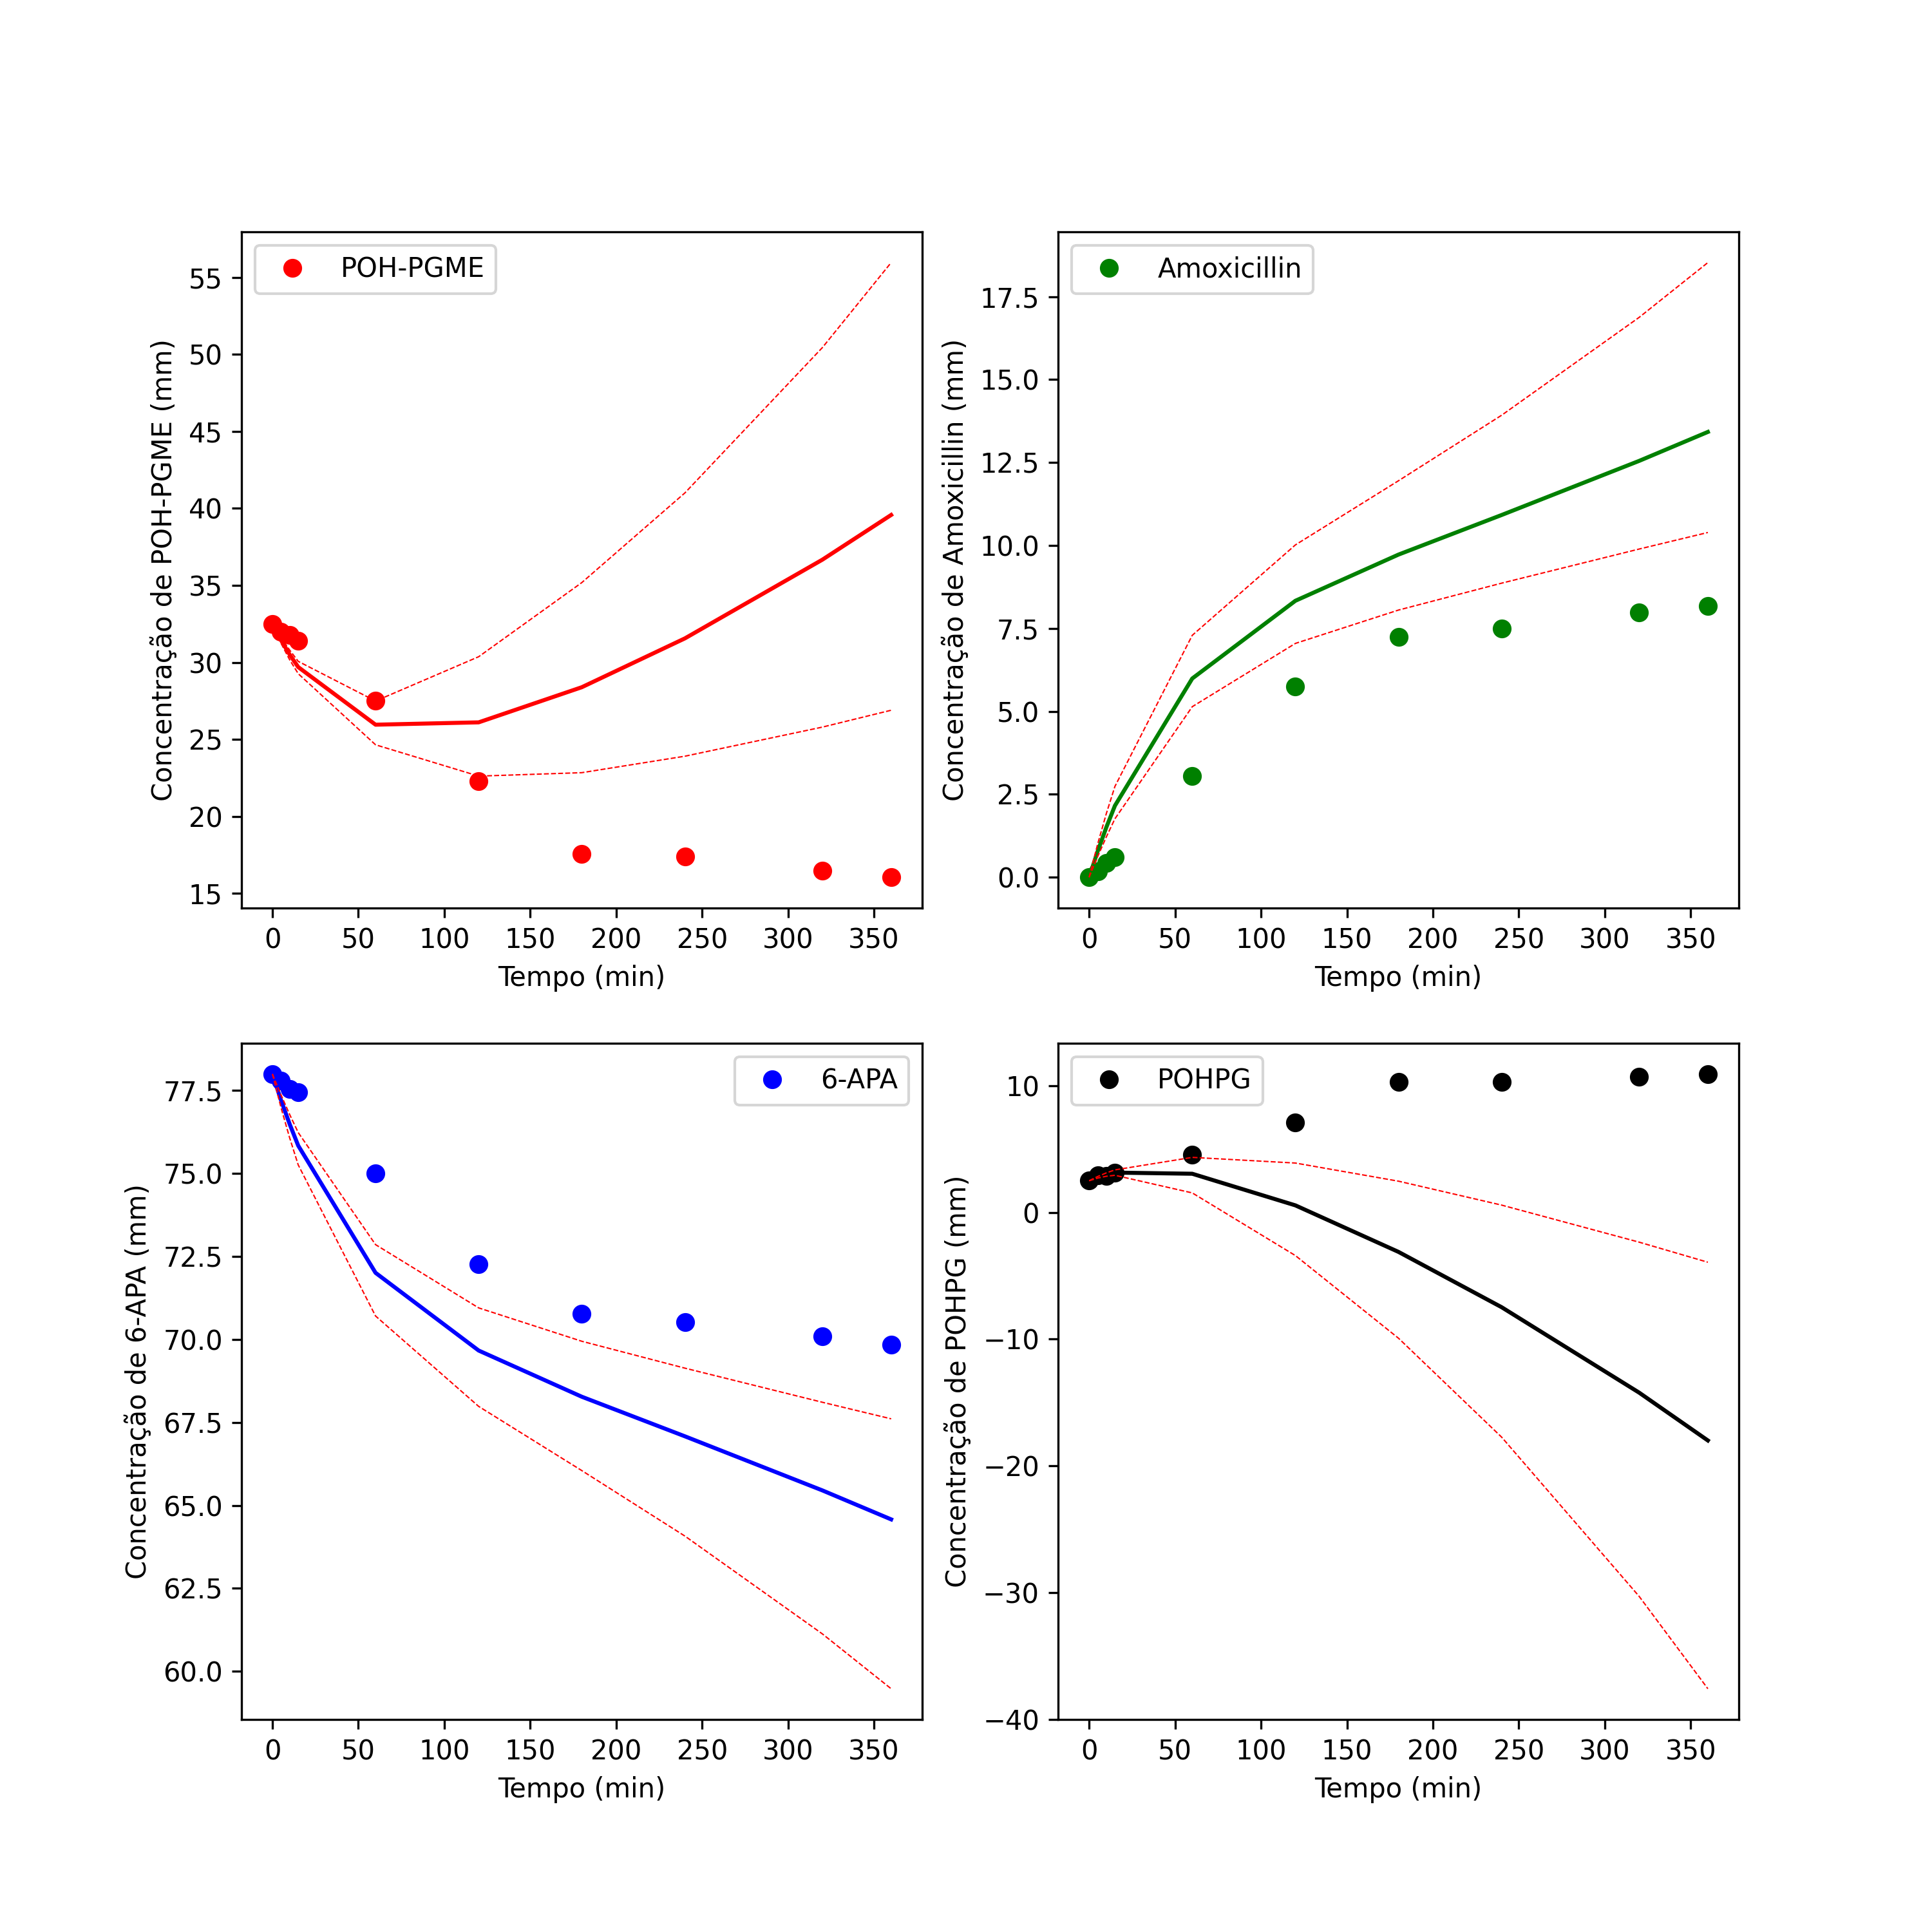 POH-PGME
Concentração de POH-PGME (mm)
55
50
45
40
35
30
25
20
15
0 50 100 150 200 250 300 350
Tempo (min)
Amoxicillin
Concentração de Amoxicillin (mm)
17.5
15.0
12.5
10.0
7.5
5.0
2.5
0.0
0 50 100 150 200 250 300 350
Tempo (min)
6-APA
Concentração de 6-APA (mm)
77.5
75.0
72.5
70.0
67.5
65.0
62.5
60.0
0 50 100 150 200 250 300 350
Tempo (min)
POHPG
Concentração de POHPG (mm)
10
0
−10
−20
−30
−40
0 50 100 150 200 250 300 350
Tempo (min)